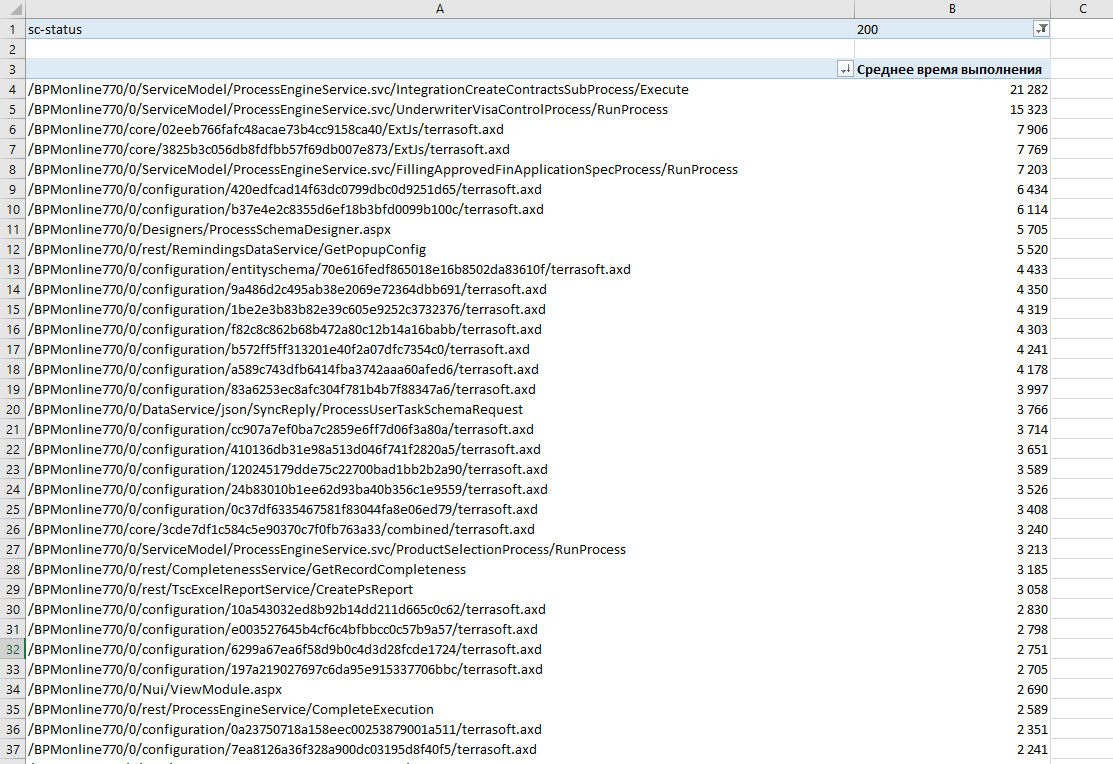 A B C
1 sc-status 200
2
3 Среднее время выполнения
4 /BPMonline770/0/ServiceModel/ProcessEngineService.svc/IntegrationCreateContractsSubProcess/Execute 21 282
5 /BPMonline770/0/ServiceModel/ProcessEngineService.svc/UnderwriterVisaControlProcess/RunProcess 15 323
6 /BPMonline770/core/02eeb766fafc48acae73b4cc9158ca40/ExtJs/terrasoft.axd 7 906
7 /BPMonline770/core/3825b3c056db8fdfbb57f69db007e873/ExtJs/terrasoft.axd 7 769
8 /BPMonline770/0/ServiceModel/ProcessEngineService.svc/FillingApprovedFinApplicationSpecProcess/RunProcess 7 203
9 /BPMonline770/0/configuration/420edfcad14f63dc0799dbc0d9251d65/terrasoft.axd 6 434
10 /BPMonline770/0/configuration/b37e4e2c8355d6ef18b3bfd0099b100c/terrasoft.axd 6 114
11 /BPMonline770/0/Designers/ProcessSchemaDesigner.aspx 5 705
12 /BPMonline770/0/rest/RemindingsDataService/GetPopupConfig 5 520
13 /BPMonline770/0/configuration/entityschema/70e616fedf865018e16b8502da83610f/terrasoft.axd 4 433
14 /BPMonline770/0/configuration/9a486d2c495ab38e2069e72364dbb691/terrasoft.axd 4 350
15 /BPMonline770/0/configuration/1be2e3b83b82e39c605e9252c3732376/terrasoft.axd 4 319
16 /BPMonline770/0/configuration/f82c8c862b68b472a80c12b14a16babb/terrasoft.axd 4 303
17 /BPMonline770/0/configuration/b572ff5ff313201e40f2a07dfc7354c0/terrasoft.axd 4 241
18 /BPMonline770/0/configuration/a589c743dfb6414fba3742aaa60afed6/terrasoft.axd 4 178
19 /BPMonline770/0/configuration/83a6253ec8afc304f781b4b7f88347a6/terrasoft.axd 3 997
20 /BPMonline770/0/DataService/json/SyncReply/ProcessUserTaskSchemaRequest 3 766
21 /BPMonline770/0/configuration/cc907a7ef0ba7c2859e6ff7d06f3a80a/terrasoft.axd 3 714
22 /BPMonline770/0/configuration/410136db31e98a513d046f741f2820a5/terrasoft.axd 3 651
23 /BPMonline770/0/configuration/120245179dde75c22700bad1bb2b2a90/terrasoft.axd 3 589
24 /BPMonline770/0/configuration/24b83010b1ee62d93ba40b356c1e9559/terrasoft.axd 3 526
25 /BPMonline770/0/configuration/0c37df6335467581f83044fa8e06ed79/terrasoft.axd 3 408
26 /BPMonline770/core/3cde7df1c584c5e90370c7f0fb763a33/combined/terrasoft.axd 3 240
27 /BPMonline770/0/ServiceModel/ProcessEngineService.svc/ProductSelectionProcess/RunProcess 3 213
28 /BPMonline770/0/rest/CompletenessService/GetRecordCompleteness 3 185
29 /BPMonline770/0/rest/TscExcelReportService/CreatePsReport 3 058
30 /BPMonline770/0/configuration/10a543032ed8b92b14dd211d665c0c62/terrasoft.axd 2 830
31 /BPMonline770/0/configuration/e003527645b4cf6c4bfbbcc0c57b9a57/terrasoft.axd 2 798
32 /BPMonline770/0/configuration/6299a67ea6f58d9b0c4d3d28fcde1724/terrasoft.axd 2 751
33 /BPMonline770/0/configuration/197a219027697c6da95e915337706bbc/terrasoft.axd 2 705
34 /BPMonline770/0/Nui/ViewModule.aspx 2 690
35 /BPMonline770/0/rest/ProcessEngineService/CompleteExecution 2 589
36 /BPMonline770/0/configuration/0a23750718a158eec00253879001a511/terrasoft.axd 2 351
37 /BPMonline770/0/configuration/7ea8126a36f328a900dc03195d8f40f5/terrasoft.axd 2 241